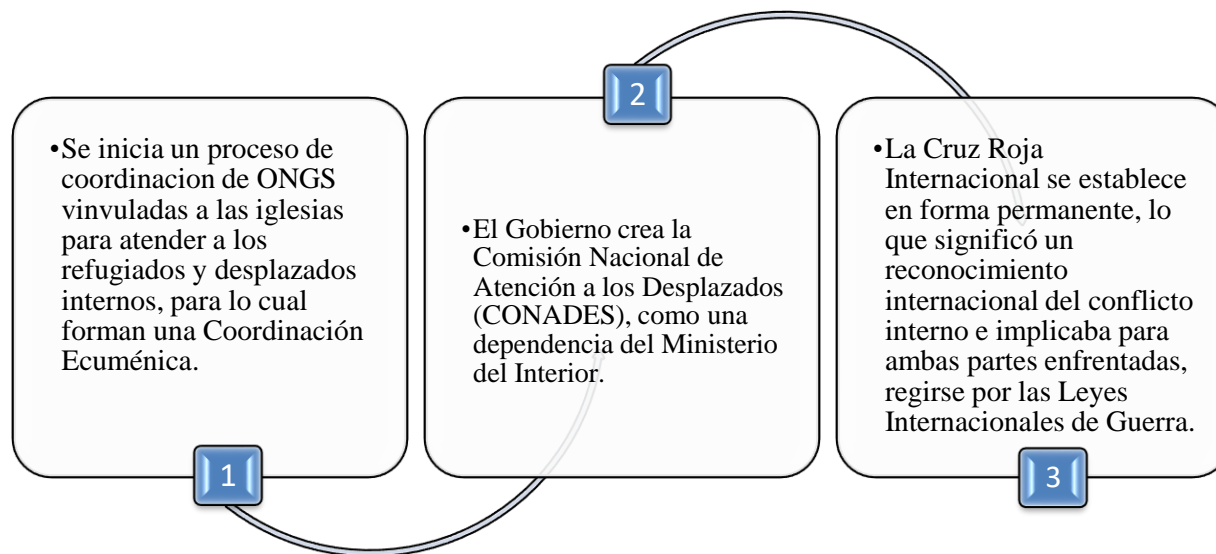 •Se inicia un proceso de
coordinacion de ONGS
vinvuladas a las iglesias
para atender a los
refugiados y desplazados
internos, para lo cual
forman una Coordinación
Ecuménica.
1
2
•El Gobierno crea la
Comisión Nacional de
Atención a los Desplazados
(CONADES), como una
dependencia del Ministerio
del Interior.
•La Cruz Roja
Internacional se establece
en forma permanente, lo
que significó un
reconocimiento
internacional del conflicto
interno e implicaba para
ambas partes enfrentadas,
regirse por las Leyes
Internacionales de Guerra.
3